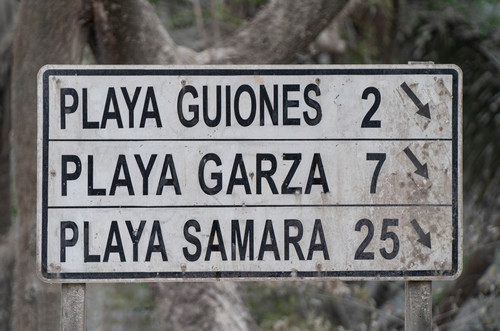 PLAYA GUIONES 2
PLAYA GARZA 7
PLAYA SAMARA 25